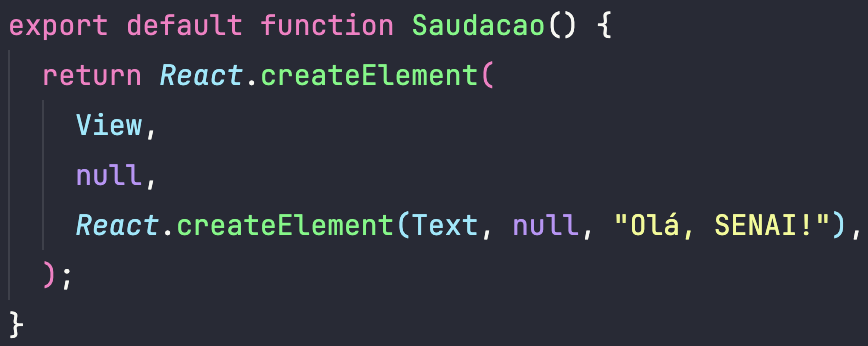 export default function Saudacao() {
  return React.createElement(
    View,
    null,
    React.createElement(Text, null, "Olá, SENAI!"),
  );
}